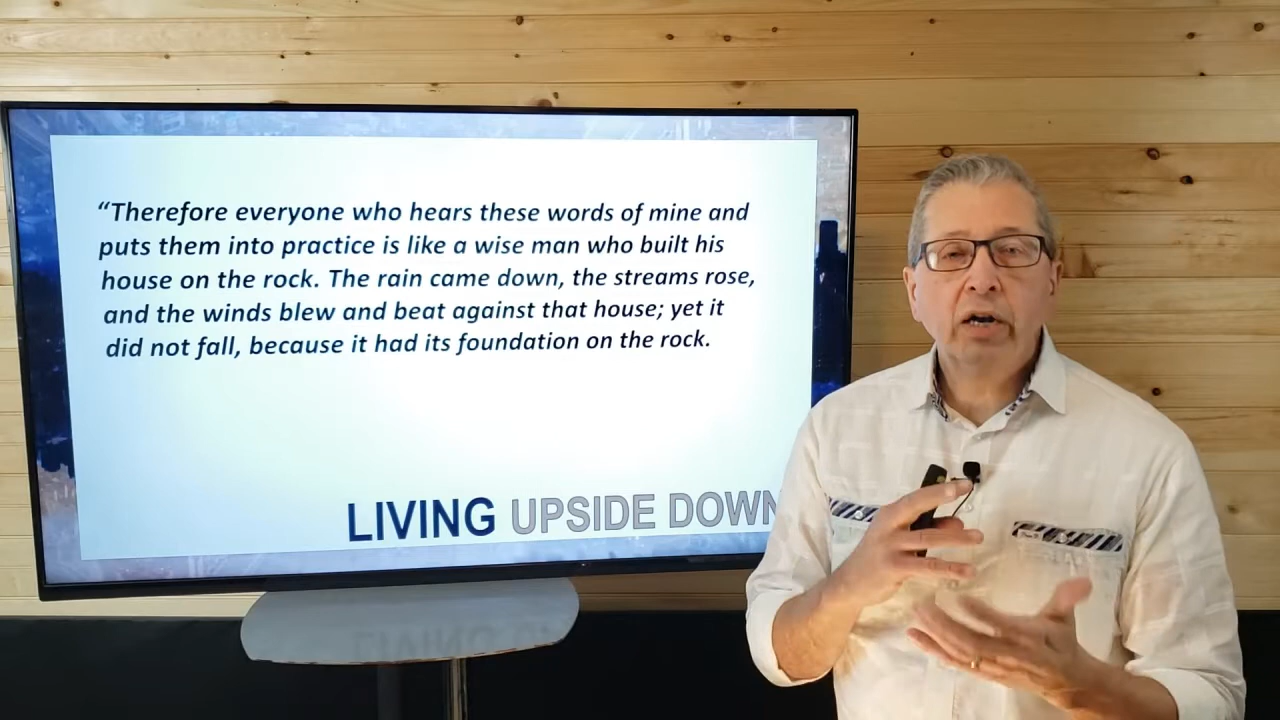 “Therefore everyone who hears these words of mine and
puts them into practice is like a wise man who built his
house on the rock. The rain came down, the streams rose,
and the winds blew and beat against that house; yet it
did not fall, because it had its foundation on the rock.
LIVING UPSIDE DOWN